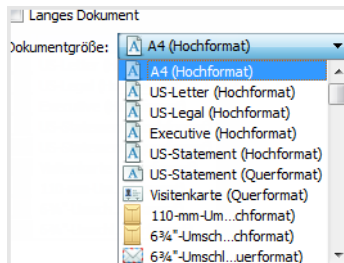 Langes Dokument
Dokumentgröße: A4 (Hochformat)
A4 (Hochformat)
US-Letter (Hochformat)
US-Legal (Hochformat)
Executive (Hochformat)
US-Statement (Hochformat)
US-Statement (Querformat)
Visitenkarte (Querformat)
110-mm-Um...chformat)
6¾"-Umsch...chformat)
6¾"-Umschl...uerformat)